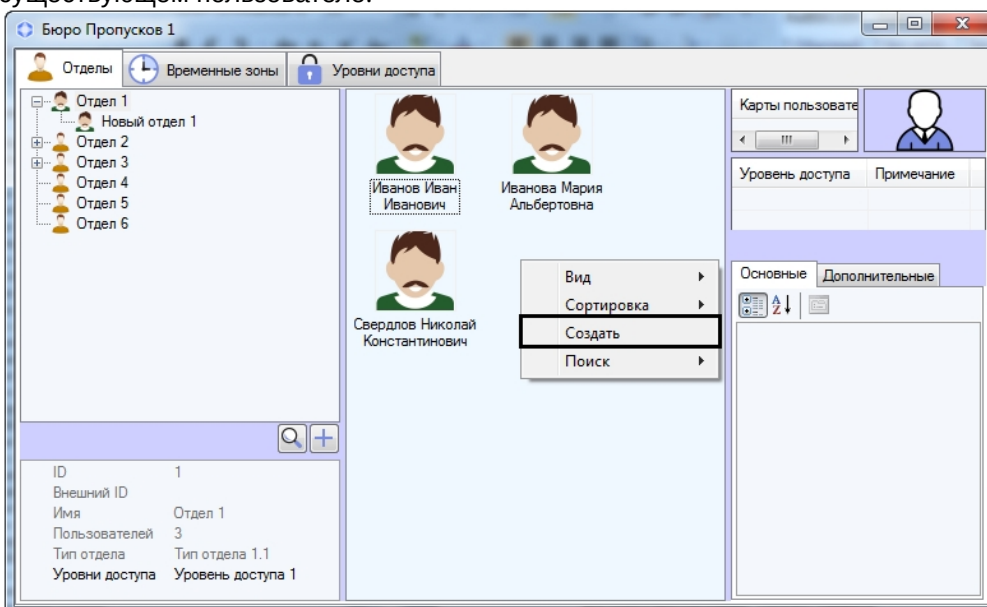 существующем пользователе.
Бюро Пропусков 1
Отделы
Временные зоны
Уровни доступа
Отдел 1
Новый отдел 1
Отдел 2
Отдел 3
Отдел 4
Отдел 5
Отдел 6
Иванов Иван
Иванович
Иванова Мария
Альбертовна
Свердлов Николай
Константинович
Вид
Сортировка
Создать
Поиск
Карты пользовате
Уровень доступа Примечание
Основные Дополнительные
ID 1
Внешний ID
Имя Отдел 1
Пользователей 3
Тип отдела Тип отдела 1.1
Уровни доступа Уровень доступа 1